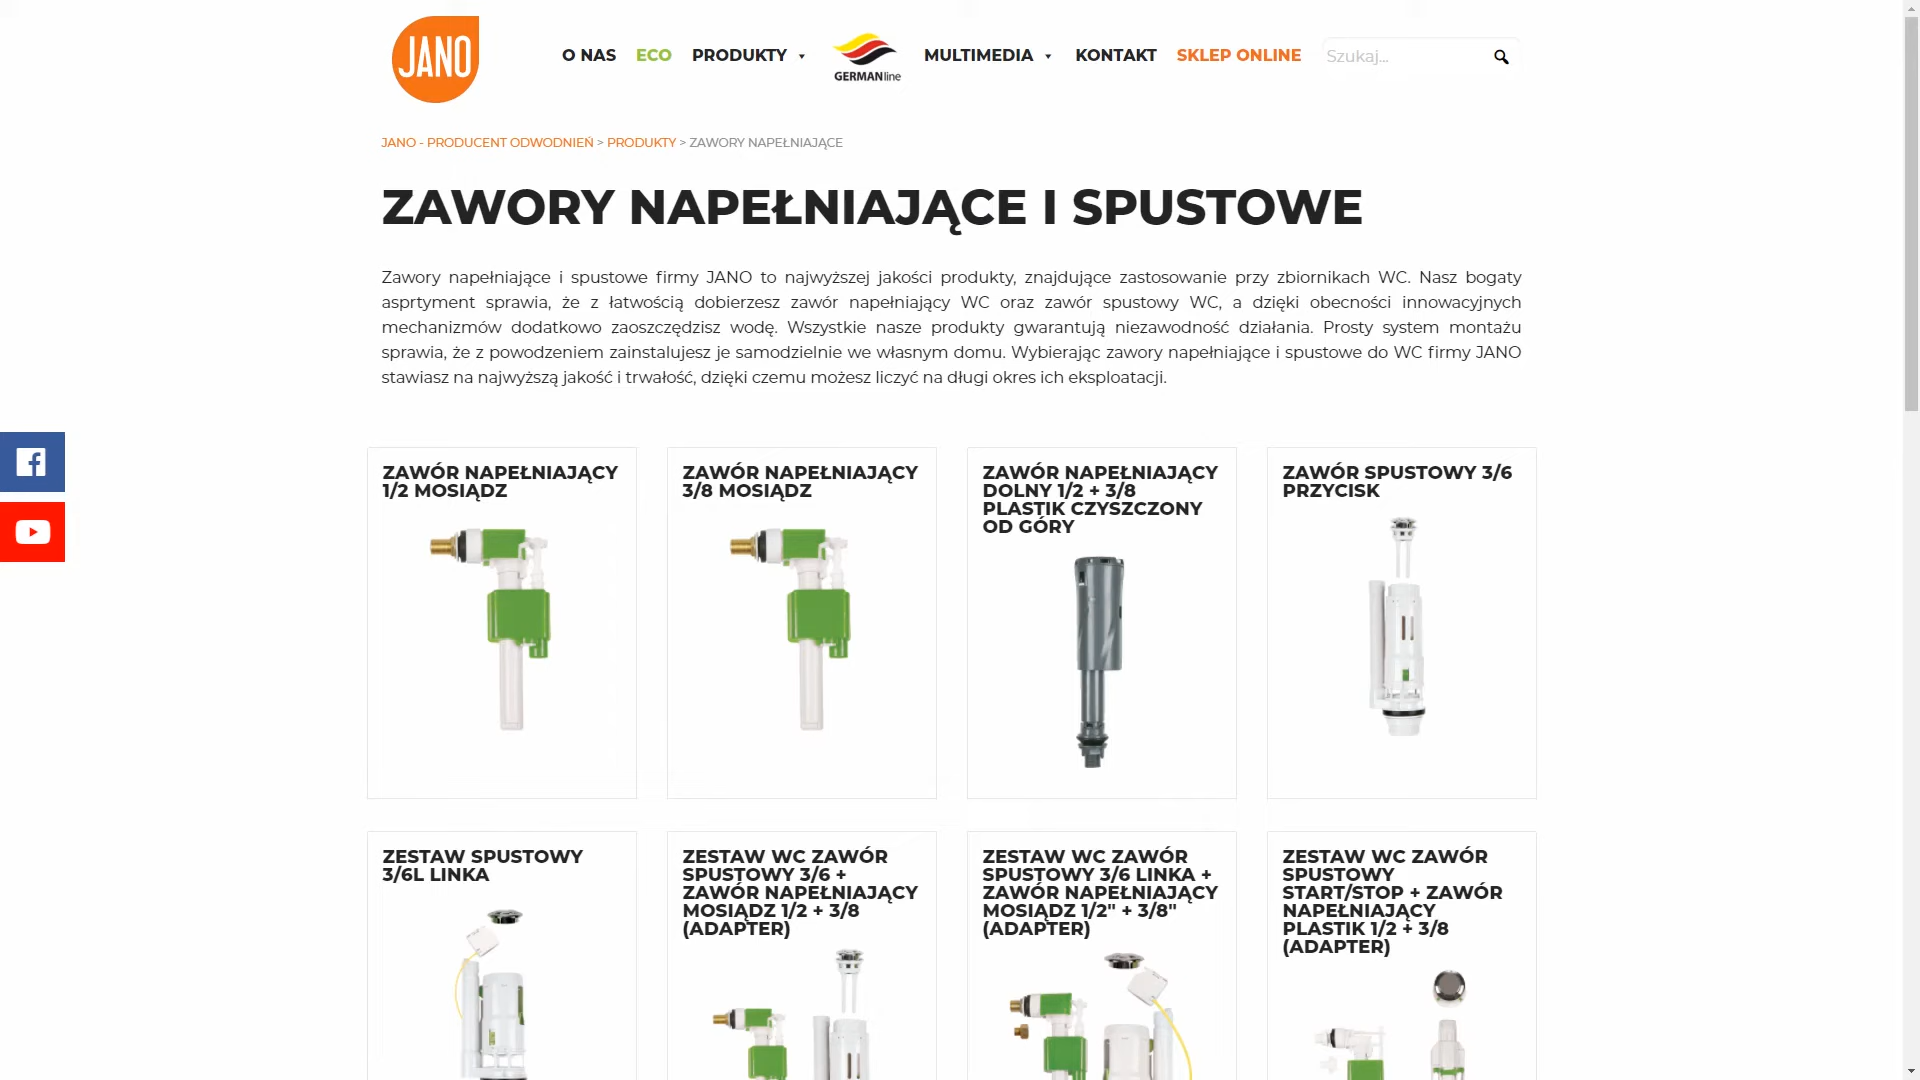 JANO
O NAS
ECO
PRODUKTY
GERMANline
MULTIMEDIA
KONTAKT
SKLEP ONLINE
Szukaj...
JANO - PRODUCENT ODWODNIEŃ > PRODUKTY > ZAWORY NAPEŁNIAJĄCE
ZAWORY NAPEŁNIAJĄCE I SPUSTOWE
Zawory napełniające i spustowe firmy JANO to najwyższej jakości produkty, znajdujące zastosowanie przy zbiornikach WC. Nasz bogaty
asprtyment sprawia, że z łatwością dobierzesz zawór napełniający WC oraz zawór spustowy WC, a dzięki obecności innowacyjnych
mechanizmów dodatkowo zaoszczędzisz wodę. Wszystkie nasze produkty gwarantują niezawodność działania. Prosty system montażu
sprawia, że z powodzeniem zainstalujesz je samodzielnie we własnym domu. Wybierając zawory napełniające i spustowe do WC firmy JANO
stawiasz na najwyższą jakość i trwałość, dzięki czemu możesz liczyć na długi okres ich eksploatacji.
ZAWÓR NAPEŁNIAJĄCY
1/2 MOSIĄDZ
ZAWÓR NAPEŁNIAJĄCY
3/8 MOSIĄDZ
ZAWÓR NAPEŁNIAJĄCY
DOLNY 1/2 + 3/8
PLASTIK CZYSZCZONY
OD GÓRY
ZAWÓR SPUSTOWY 3/6
PRZYCISK
ZESTAW SPUSTOWY
3/6L LINKA
ZESTAW WC ZAWÓR
SPUSTOWY 3/6 +
ZAWÓR NAPEŁNIAJĄCY
MOSIĄDZ 1/2 + 3/8
(ADAPTER)
ZESTAW WC ZAWÓR
SPUSTOWY 3/6 LINKA +
ZAWÓR NAPEŁNIAJĄCY
MOSIĄDZ 1/2" + 3/8"
(ADAPTER)
ZESTAW WC ZAWÓR
SPUSTOWY
START/STOP + ZAWÓR
NAPEŁNIAJĄCY
PLASTIK 1/2 + 3/8
(ADAPTER)